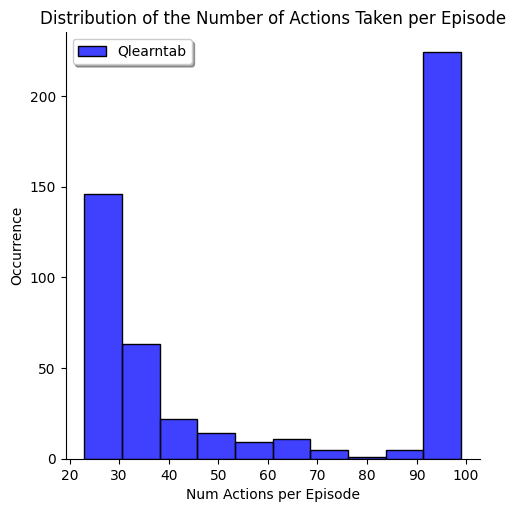 Distribution of the Number of Actions Taken per Episode
Qlearntab
200
150
100
50
0
Occurrence
20 30 40 50 60 70 80 90 100
Num Actions per Episode